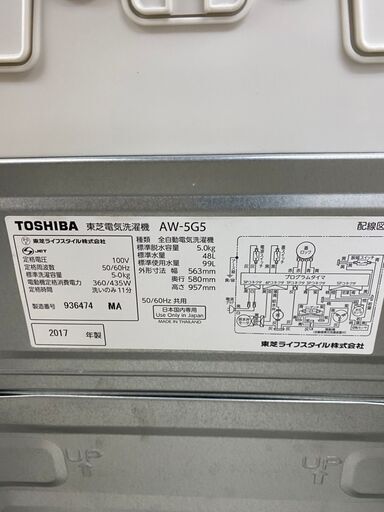 TOSHIBA 東芝電気洗濯機 AW-5G5 配線図
東芝ライフスタイル株式会社
JET
定格電圧 100V
定格周波数 50/60Hz
標準洗濯容量 5.0kg
電動機定格消費電力 360/435W
定格時間 洗いのみ 11分
製造番号 936474 MA
2017 年製
種類 全自動電気洗濯機
標準脱水容量 5.0kg
標準水量 48L
標準使用水量 99L
外形寸法 幅 563mm
奥行 580mm
高さ 957mm
50/60Hz 共用
日本国内専用
Use Only in Japan
MADE IN THAILAND
プログラムタイマ
東芝ライフスタイル株式会社
UP
UP